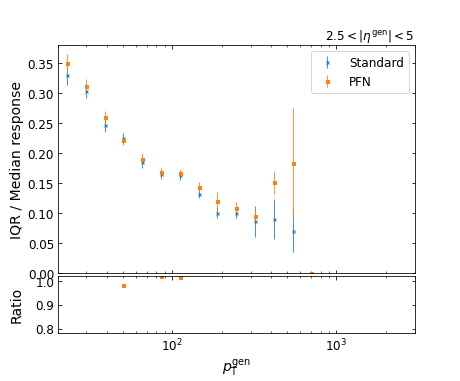 2.5 < |η^gen| < 5
Standard
PFN
IQR / Median response
0.35
0.30
0.25
0.20
0.15
0.10
0.05
0.00
Ratio
1.0
0.9
0.8
10^2
10^3
p_T^gen